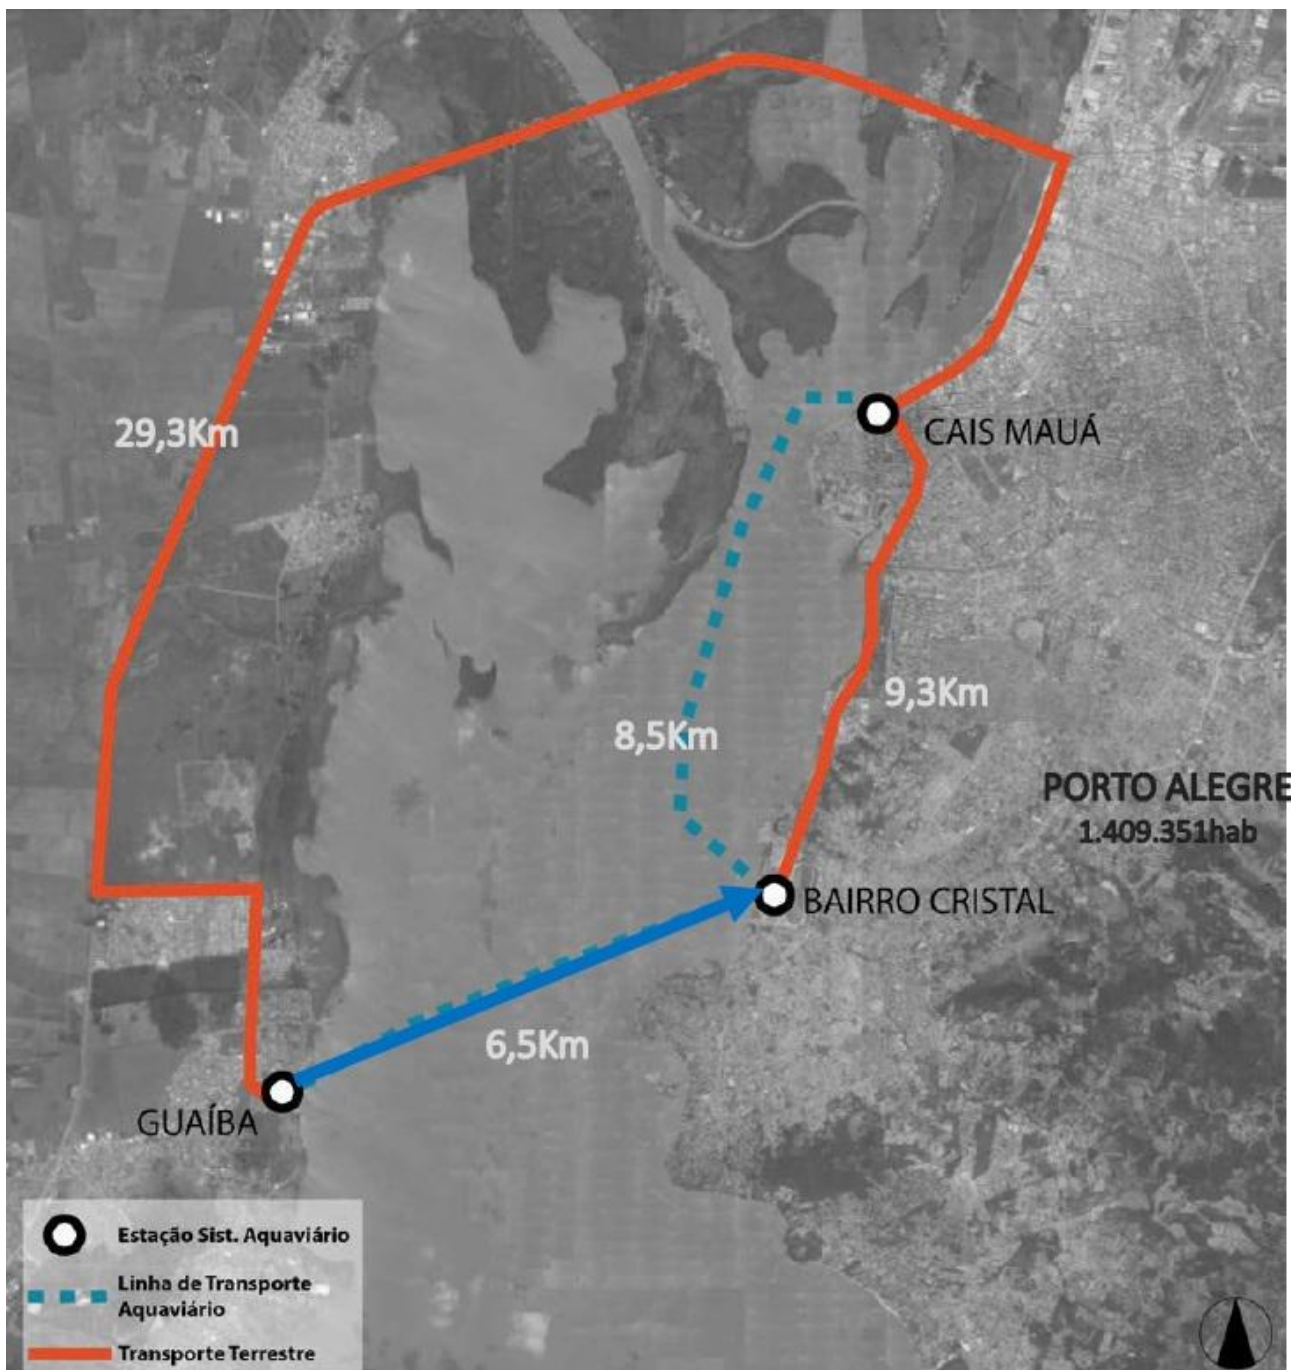 29,3Km
CAIS MAUÁ
9,3Km
8,5Km
PORTO ALEGRE
1.409.351hab
BAIRRO CRISTAL
6,5Km
GUAÍBA
Estação Sist. Aquaviário
Linha de Transporte
Aquaviário
Transporte Terrestre